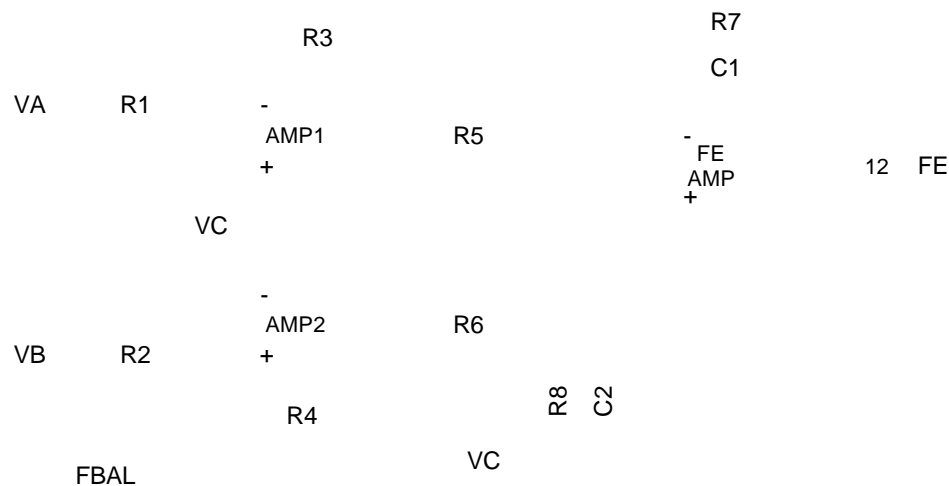 R7
R3
C1
VA R1 -
AMP1 R5 -
FE
+ 12 FE
AMP
+
VC
-
AMP2 R6
VB R2 +
R8 C2
R4
VC
FBAL